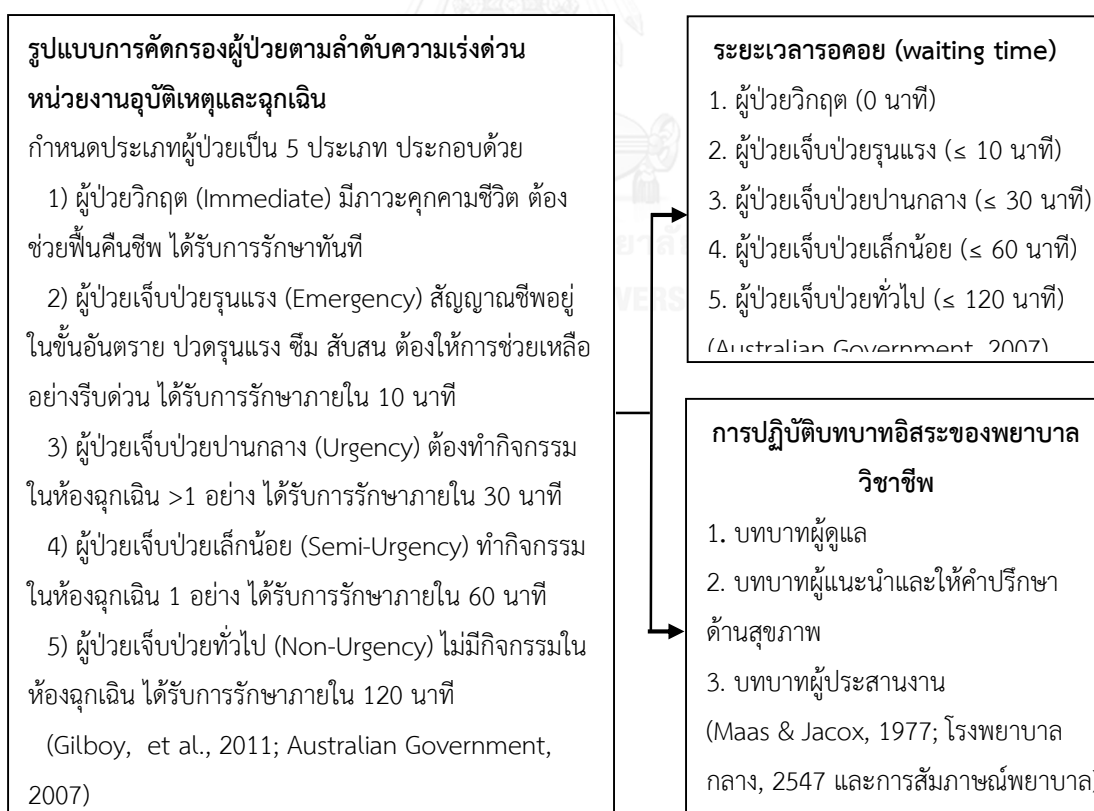 รูปแบบการคัดกรองผู้ป่วยตามลำดับความเร่งด่วน
หน่วยงานอุบัติเหตุและฉุกเฉิน
กำหนดประเภทผู้ป่วยเป็น 5 ประเภท ประกอบด้วย
1) ผู้ป่วยวิกฤต (Immediate) มีภาวะคุกคามชีวิต ต้อง
ช่วยฟื้นคืนชีพ ได้รับการรักษาทันที
2) ผู้ป่วยเจ็บป่วยรุนแรง (Emergency) สัญญาณชีพอยู่
ในขั้นอันตราย ปวดรุนแรง ซึม สับสน ต้องให้การช่วยเหลือ
อย่างรีบด่วน ได้รับการรักษาภายใน 10 นาที
3) ผู้ป่วยเจ็บป่วยปานกลาง (Urgency) ต้องทำกิจกรรม
ในห้องฉุกเฉิน >1 อย่าง ได้รับการรักษาภายใน 30 นาที
4) ผู้ป่วยเจ็บป่วยเล็กน้อย (Semi-Urgency) ทำกิจกรรม
ในห้องฉุกเฉิน 1 อย่าง ได้รับการรักษาภายใน 60 นาที
5) ผู้ป่วยเจ็บป่วยทั่วไป (Non-Urgency) ไม่มีกิจกรรมใน
ห้องฉุกเฉิน ได้รับการรักษาภายใน 120 นาที
(Gilboy, et al., 2011; Australian Government,
2007)
ระยะเวลารอคอย (waiting time)
1. ผู้ป่วยวิกฤต (0 นาที)
2. ผู้ป่วยเจ็บป่วยรุนแรง (≤ 10 นาที)
3. ผู้ป่วยเจ็บป่วยปานกลาง (≤ 30 นาที)
4. ผู้ป่วยเจ็บป่วยเล็กน้อย (≤ 60 นาที)
5. ผู้ป่วยเจ็บป่วยทั่วไป (≤ 120 นาที)
(Australian Government, 2007)
การปฏิบัติบทบาทอิสระของพยาบาล
วิชาชีพ
1. บทบาทผู้ดูแล
2. บทบาทผู้แนะนำและให้คำปรึกษา
ด้านสุขภาพ
3. บทบาทผู้ประสานงาน
(Maas & Jacox, 1977; โรงพยาบาล
กลาง, 2547 และการสัมภาษณ์พยาบาล)